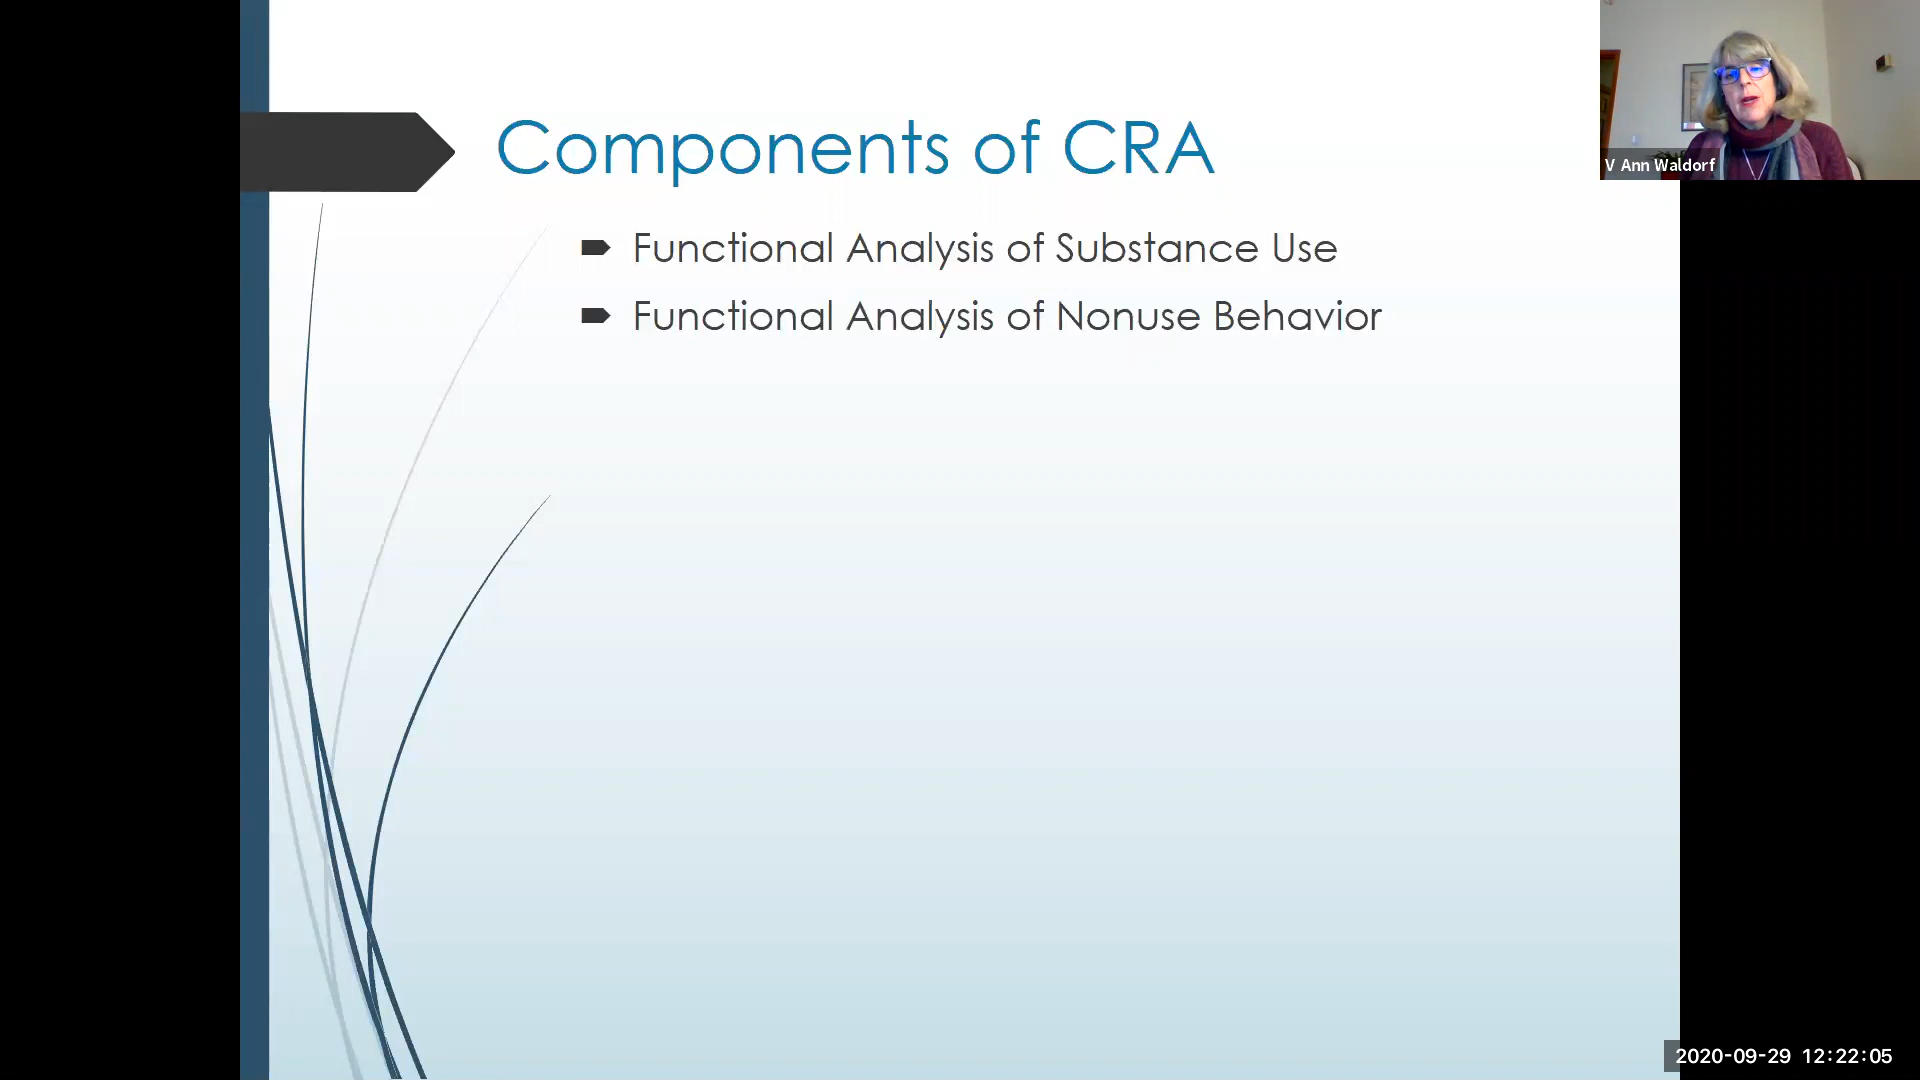 Components of CRA
Functional Analysis of Substance Use
Functional Analysis of Nonuse Behavior
V Ann Waldorf
2020-09-29 12:22:05